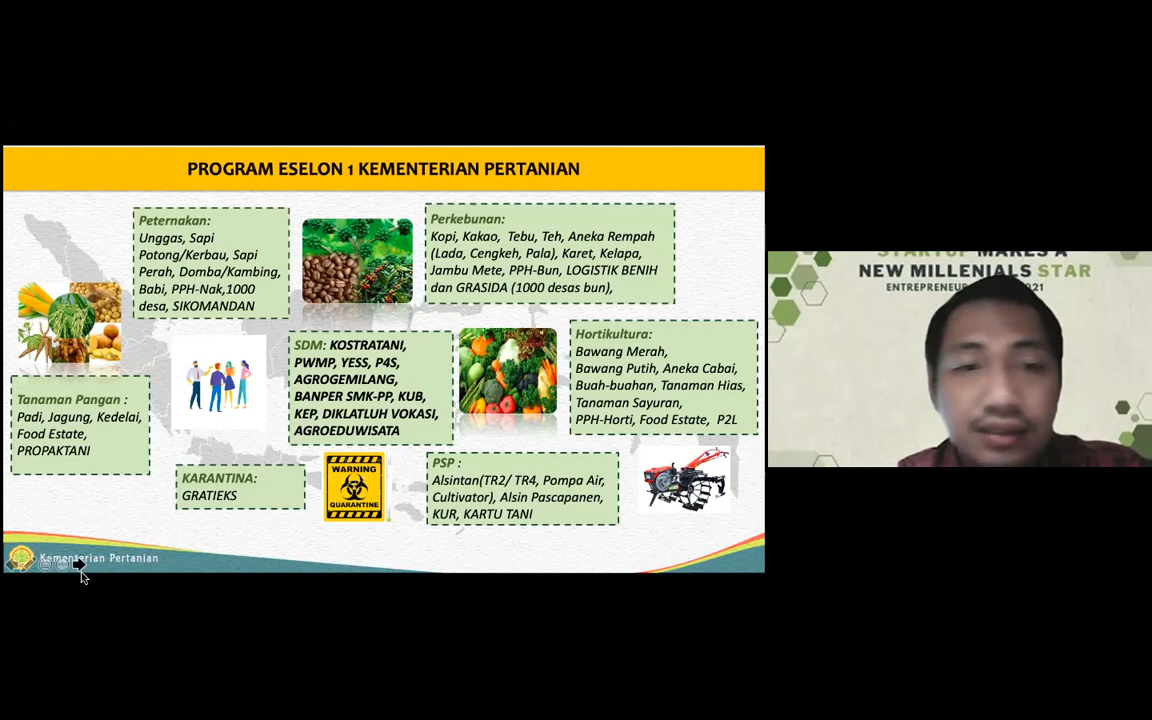 PROGRAM ESELON 1 KEMENTERIAN PERTANIAN
Peternakan:
Unggas, Sapi
Potong/Kerbau, Sapi
Perah, Domba/Kambing,
Babi, PPH-Nak,1000
desa, SIKOMANDAN
Perkebunan:
Kopi, Kakao, Tebu, Teh, Aneka Rempah
(Lada, Cengkeh, Pala), Karet, Kelapa,
Jambu Mete, PPH-Bun, LOGISTIK BENIH
dan GRASIDA (1000 desas bun),
Tanaman Pangan :
Padi, Jagung, Kedelai,
Food Estate,
PROPAKTANI
SDM: KOSTRATANI,
PWMP, YESS, P4S,
AGROGEMILANG,
BANPER SMK-PP, KUB,
KEP, DIKLATLUH VOKASI,
AGROEDUWISATA
Hortikultura:
Bawang Merah,
Bawang Putih, Aneka Cabai,
Buah-buahan, Tanaman Hias,
Tanaman Sayuran,
PPH-Horti, Food Estate, P2L
KARANTINA:
GRATIEKS
WARNING
QUARANTINE
PSP :
Alsintan(TR2/ TR4, Pompa Air,
Cultivator), Alsin Pascapanen,
KUR, KARTU TANI
Kementerian Pertanian
STARTUP MAKES A
NEW MILLENIALS STAR
ENTREPRENEUR